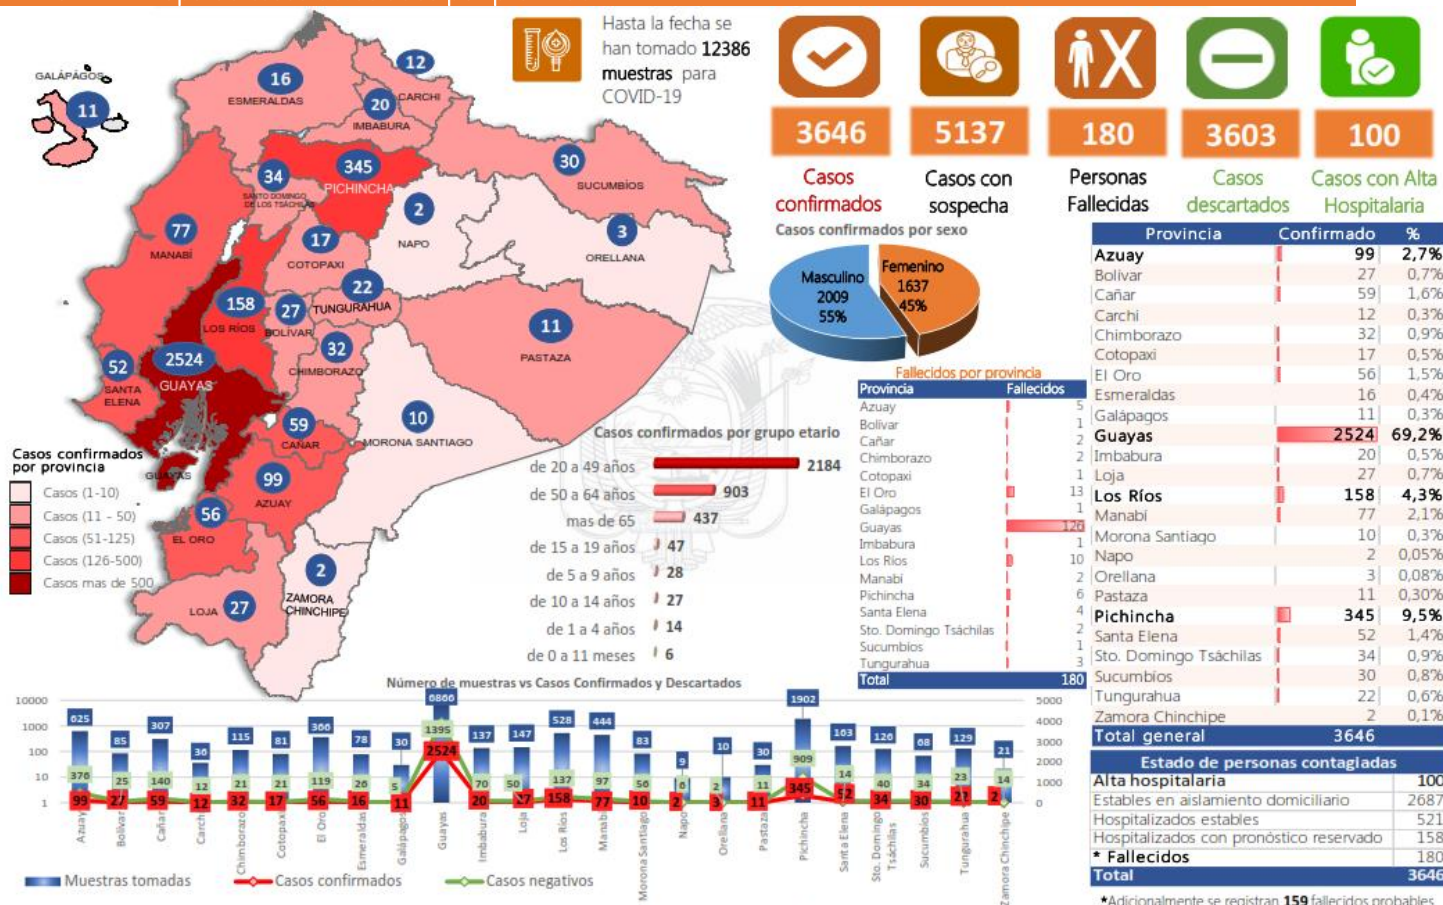 Hasta la fecha se
han tomado 12386
muestras para
COVID-19
3646
Casos
confirmados
5137
Casos con
sospecha
180
Personas
Fallecidas
3603
Casos
descartados
100
Casos con Alta
Hospitalaria
GALÁPAGOS
11
16
ESMERALDAS
12
CARCHI
20
IMBABURA
345
PICHINCHA
34
SANTO DOMINGO
DE LOS TSÁCHILAS
30
SUCUMBÍOS
2
NAPO
3
ORELLANA
77
MANABÍ
17
COTOPAXI
22
TUNGURAHUA
158
LOS RÍOS
27
BOLÍVAR
11
PASTAZA
32
CHIMBORAZO
52
SANTA
ELENA
2524
GUAYAS
10
MORONA SANTIAGO
59
CAÑAR
GUAYAS
99
AZUAY
56
EL ORO
2
ZAMORA
CHINCHIPE
LOJA 27
Casos confirmados
por provincia
Casos (1-10)
Casos (11 - 50)
Casos (51-125)
Casos (126-500)
Casos mas de 500
Casos confirmados por sexo
Masculino
2009
55%
Femenino
1637
45%
Casos confirmados por grupo etario
de 20 a 49 años 2184
de 50 a 64 años 903
mas de 65 437
de 15 a 19 años 47
de 5 a 9 años 28
de 10 a 14 años 27
de 1 a 4 años 14
de 0 a 11 meses 6
Fallecidos por provincia
Provincia Fallecidos
Azuay 5
Bolívar 1
Cañar 2
Chimborazo 2
Cotopaxi 1
El Oro 13
Galápagos 1
Guayas 126
Imbabura 1
Los Ríos 10
Manabí 2
Pichincha 6
Santa Elena 4
Sto. Domingo Tsáchilas 2
Sucumbíos 1
Tungurahua 3
Total 180
Provincia Confirmado %
Azuay 99 2,7%
Bolívar 27 0,7%
Cañar 59 1,6%
Carchi 12 0,3%
Chimborazo 32 0,9%
Cotopaxi 17 0,5%
El Oro 56 1,5%
Esmeraldas 16 0,4%
Galápagos 11 0,3%
Guayas 2524 69,2%
Imbabura 20 0,5%
Loja 27 0,7%
Los Ríos 158 4,3%
Manabí 77 2,1%
Morona Santiago 10 0,3%
Napo 2 0,05%
Orellana 3 0,08%
Pastaza 11 0,30%
Pichincha 345 9,5%
Santa Elena 52 1,4%
Sto. Domingo Tsáchilas 34 0,9%
Sucumbíos 30 0,8%
Tungurahua 22 0,6%
Zamora Chinchipe 2 0,1%
Total general 3646
Estado de personas contagiadas
Alta hospitalaria 100
Estables en aislamiento domiciliario 2687
Hospitalizados estables 521
Hospitalizados con pronóstico reservado 158
* Fallecidos 180
Total 3646
*Adicionalmente se registran 159 fallecidos probables
Número de muestras vs Casos Confirmados y Descartados
10000
1000
100
10
1
5000
4000
3000
2000
1000
0
625 85 307 36 115 81 366 78 30 6866 137 147 528 444 83 9 10 30 1902 163 126 68 129 21
376 25 140 12 21 21 119 26 5 1395 70 50 137 97 56 6 2 11 909 14 40 34 23 14
99 27 59 12 32 17 56 16 11 2524 20 27 158 77 10 2 3 11 345 52 34 30 22 2
Azuay
Bolívar
Cañar
Carchi
Chimborazo
Cotopaxi
El Oro
Esmeraldas
Galápagos
Guayas
Imbabura
Loja
Los Ríos
Manabí
Morona Santiago
Napo
Orellana
Pastaza
Pichincha
Santa Elena
Sto. Domingo
Tsáchilas
Sucumbíos
Tungurahua
Zamora Chinchipe
Muestras tomadas
Casos confirmados
Casos negativos